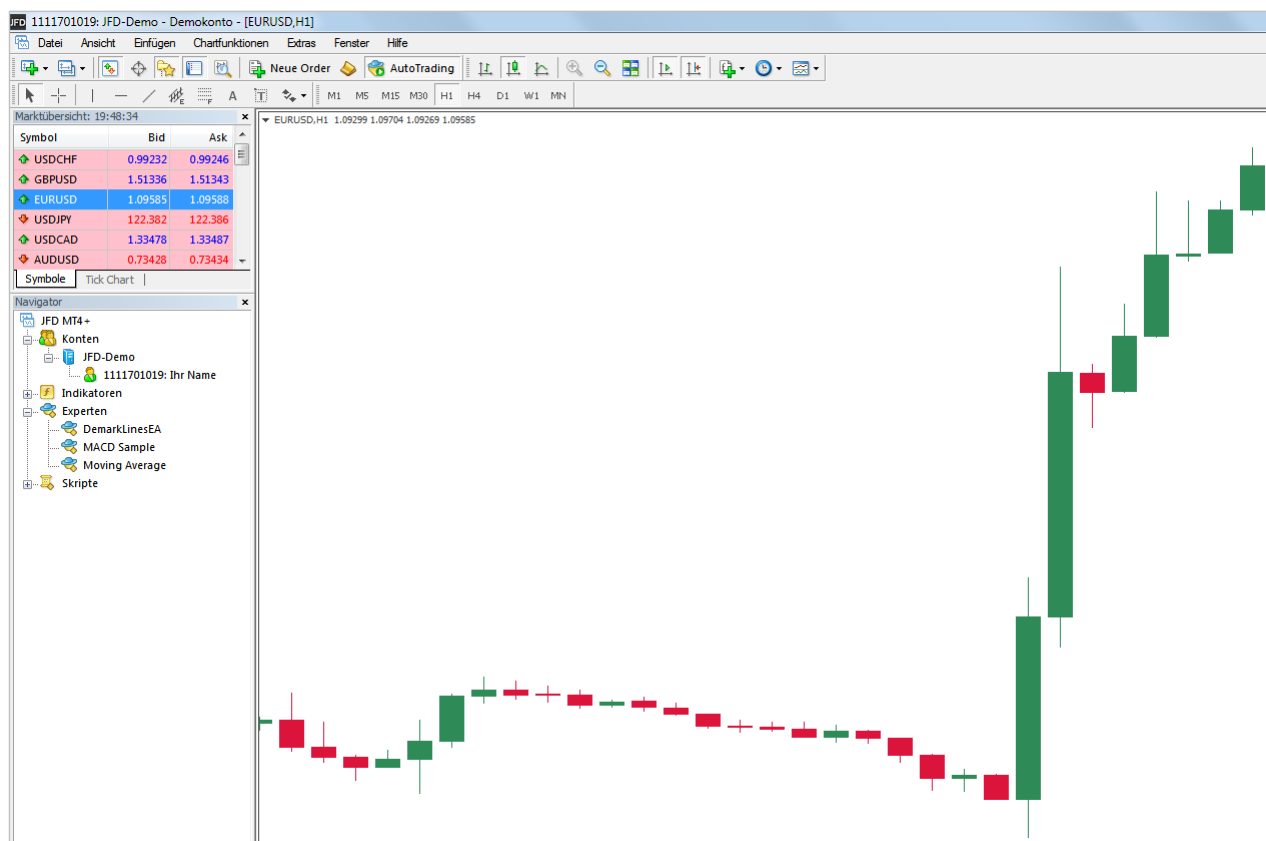 JFD 1111701019: JFD-Demo - Demokonto - [EURUSD,H1]
Datei Ansicht Einfügen Chartfunktionen Extras Fenster Hilfe
Neue Order AutoTrading
E F A T M1 M5 M15 M30 H1 H4 D1 W1 MN
Marktübersicht: 19:48:34
EURUSD,H1 1.09299 1.09704 1.09269 1.09585
Symbol Bid Ask
USDCHF 0.99232 0.99246
GBPUSD 1.51336 1.51343
EURUSD 1.09585 1.09588
USDJPY 122.382 122.386
USDCAD 1.33478 1.33487
AUDUSD 0.73428 0.73434
Symbole Tick Chart
Navigator
JFD MT4+
Konten
JFD-Demo
1111701019: Ihr Name
Indikatoren
Experten
DemarkLinesEA
MACD Sample
Moving Average
Skripte